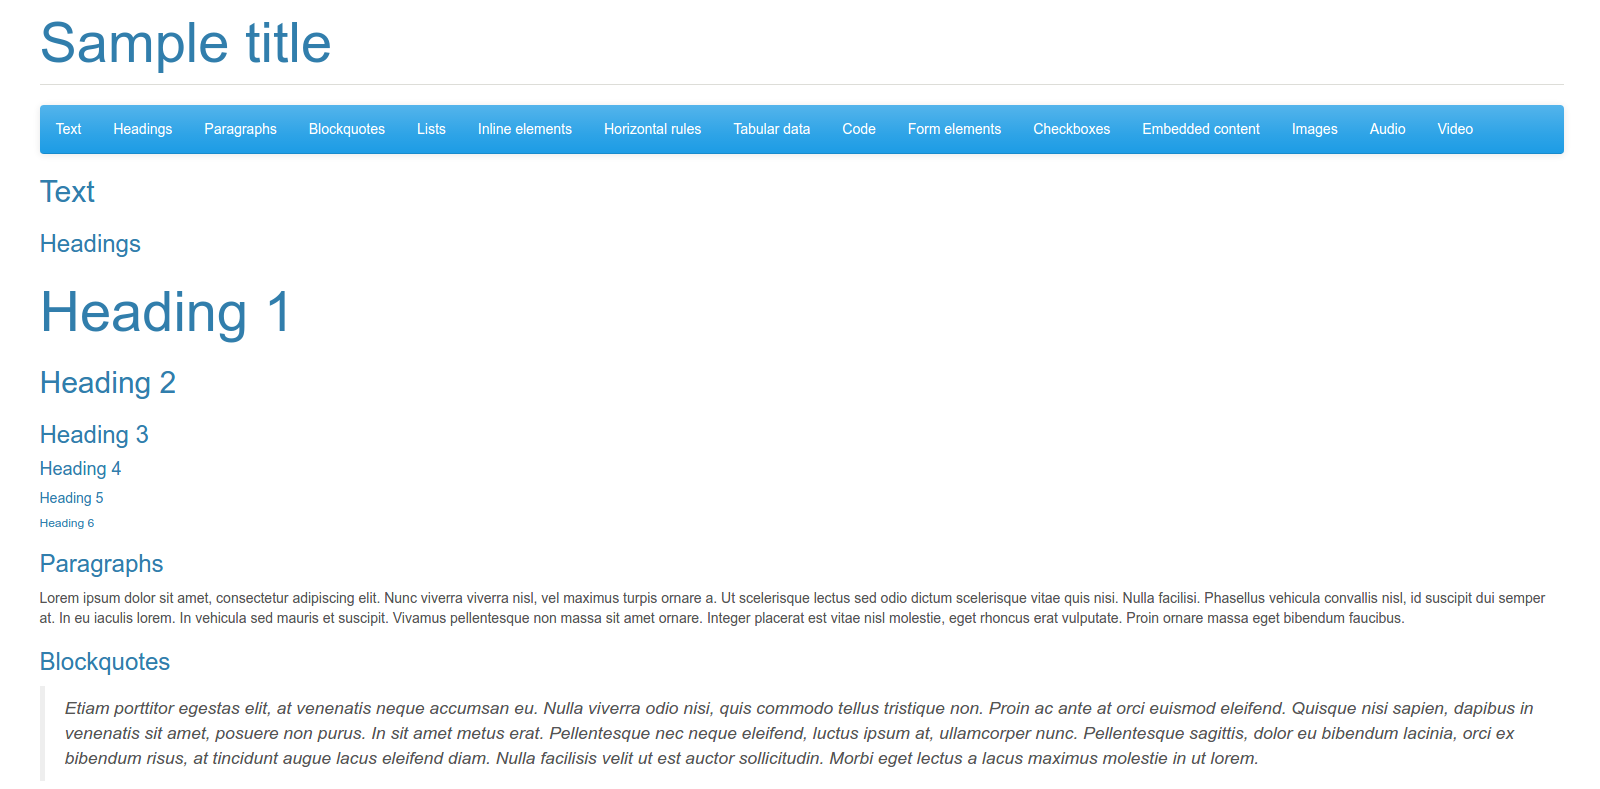 Sample title
Text Headings Paragraphs Blockquotes Lists Inline elements Horizontal rules Tabular data Code Form elements Checkboxes Embedded content Images Audio Video
Text
Headings
Heading 1
Heading 2
Heading 3
Heading 4
Heading 5
Heading 6
Paragraphs
Lorem ipsum dolor sit amet, consectetur adipiscing elit. Nunc viverra viverra nisl, vel maximus turpis ornare a. Ut scelerisque lectus sed odio dictum scelerisque vitae quis nisi. Nulla facilisi. Phasellus vehicula convallis nisl, id suscipit dui semper
at. In eu iaculis lorem. In vehicula sed mauris et suscipit. Vivamus pellentesque non massa sit amet ornare. Integer placerat est vitae nisl molestie, eget rhoncus erat vulputate. Proin ornare massa eget bibendum faucibus.
Blockquotes
Etiam porttitor egestas elit, at venenatis neque accumsan eu. Nulla viverra odio nisi, quis commodo tellus tristique non. Proin ac ante at orci euismod eleifend. Quisque nisi sapien, dapibus in
venenatis sit amet, posuere non purus. In sit amet metus erat. Pellentesque nec neque eleifend, luctus ipsum at, ullamcorper nunc. Pellentesque sagittis, dolor eu bibendum lacinia, orci ex
bibendum risus, at tincidunt augue lacus eleifend diam. Nulla facilisis velit ut est auctor sollicitudin. Morbi eget lectus a lacus maximus molestie in ut lorem.